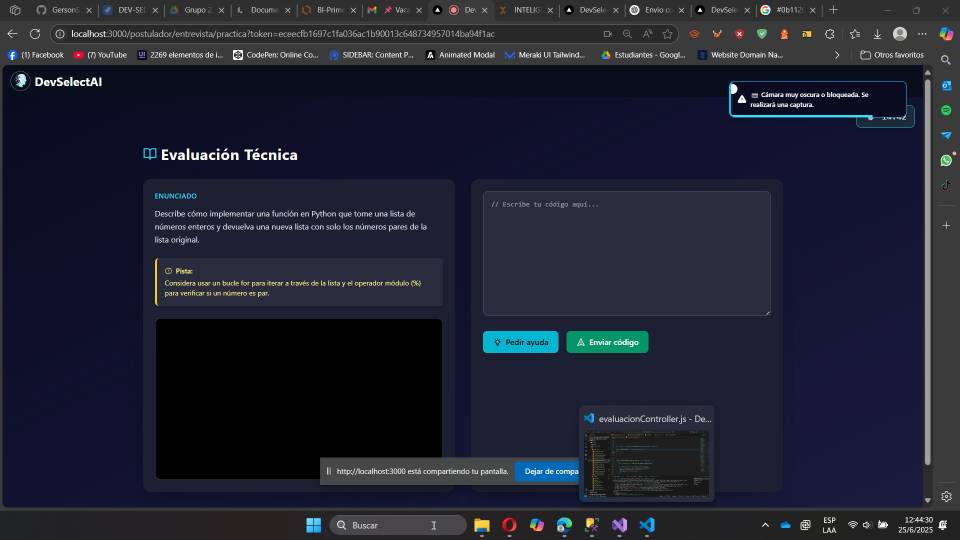 GersonS
DEV-SEL
Grupo 2
Docume
BI-Prim
Vaca
Dev
INTELIG
DevSele
Envio c
DevSele
#0b112
localhost:3000/postulador/entrevista/practica?token=eceecfb1697c1fa036ac1b90013c648734957014ba94f1ac
(1) Facebook
(7) YouTube
2269 elementos de i...
CodePen: Online Co...
SIDEBAR: Content P...
Animated Modal
Meraki UI Tailwind...
Estudiantes - Googl...
Website Domain Na...
Otros favoritos
DevSelectAI
Cámara muy oscura o bloqueada. Se
realizará una captura.
Evaluación Técnica
ENUNCIADO
Describe cómo implementar una función en Python que tome una lista de
números enteros y devuelva una nueva lista con solo los números pares de la
lista original.
Pista:
Considera usar un bucle for para iterar a través de la lista y el operador módulo (%)
para verificar si un número es par.
// Escribe tu código aquí...
Pedir ayuda
Enviar código
evaluacionController.js - De...
http://localhost:3000 está compartiendo tu pantalla.
Dejar de compa
Buscar
ESP
LAA
12:44:30
25/6/2025